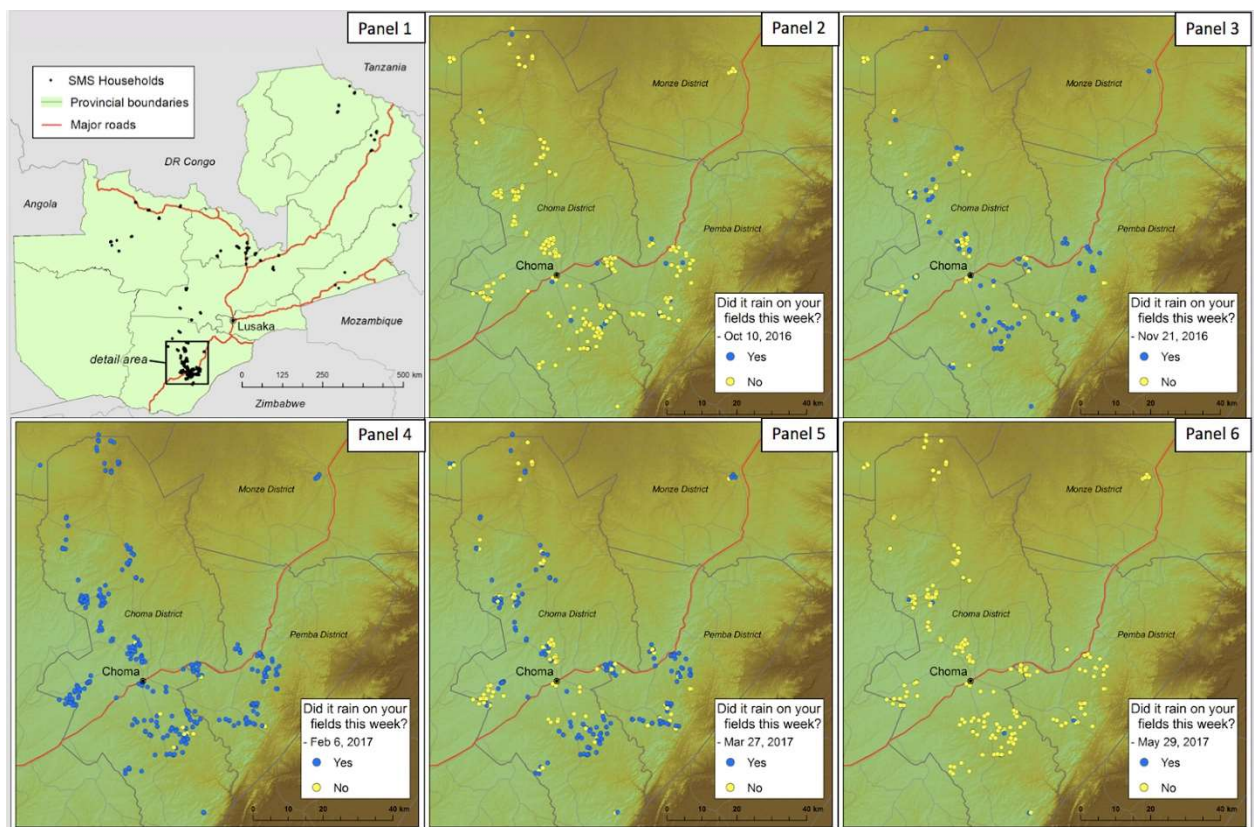 Panel 1
SMS Households
Provincial boundaries
Major roads
Tanzania
DR Congo
Angola
Lusaka
Mozambique
detail area
0 125 250 500 km
Zimbabwe
Panel 2
Monze District
Choma District
Pemba District
Choma
Did it rain on your
fields this week?
- Oct 10, 2016
Yes
No
0 20 40 km
Panel 3
Monze District
Choma District
Pemba District
Choma
Did it rain on your
fields this week?
- Nov 21, 2016
Yes
No
0 20 40 km
Panel 4
Monze District
Choma District
Pemba District
Choma
Did it rain on your
fields this week?
- Feb 6, 2017
Yes
No
0 20 40 km
Panel 5
Monze District
Choma District
Pemba District
Choma
Did it rain on your
fields this week?
- Mar 27, 2017
Yes
No
0 20 40 km
Panel 6
Monze District
Choma District
Pemba District
Choma
Did it rain on your
fields this week?
- May 29, 2017
Yes
No
0 20 40 km